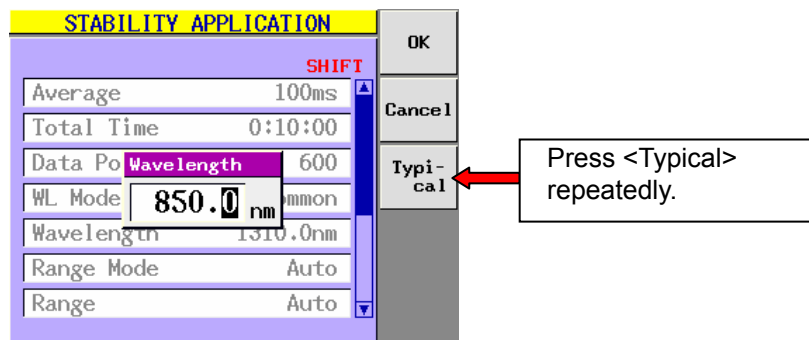 STABILITY APPLICATION
SHIFT
Average 100ms
Total Time 0:10:00
Data Po 600
WL Mode mmon
Wavelength 1310.0nm
Range Mode Auto
Range Auto
Wavelength
850.0 nm
OK
Cancel
Typi-
cal
Press <Typical>
repeatedly.